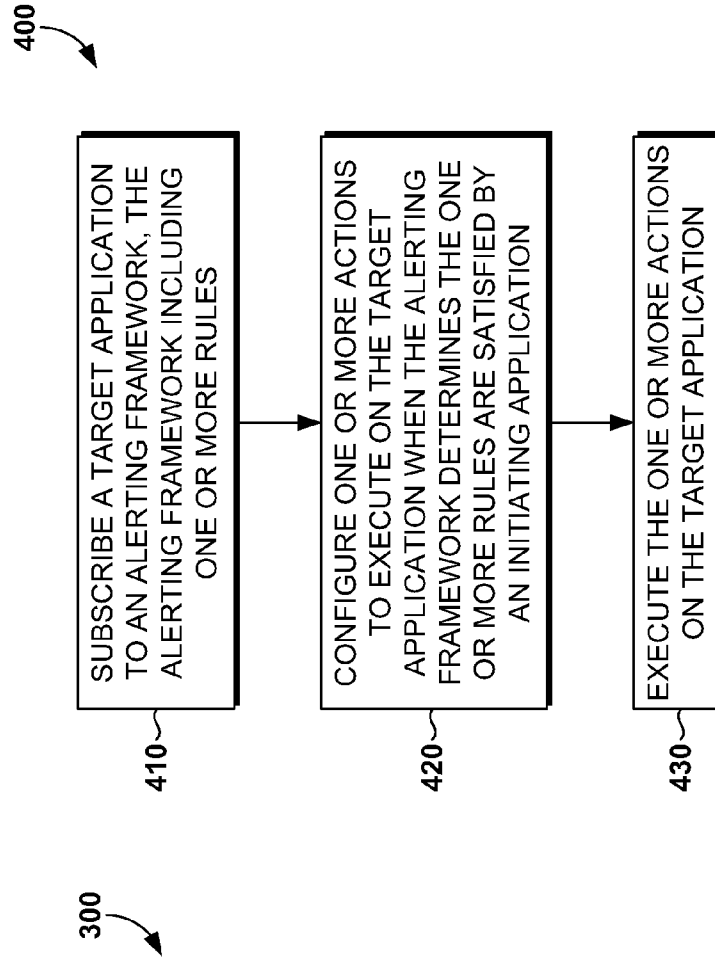 400
SUBSCRIBE A TARGET APPLICATION
TO AN ALERTING FRAMEWORK, THE
ALERTING FRAMEWORK INCLUDING
ONE OR MORE RULES
410
CONFIGURE ONE OR MORE ACTIONS
TO EXECUTE ON THE TARGET
APPLICATION WHEN THE ALERTING
FRAMEWORK DETERMINES THE ONE
OR MORE RULES ARE SATISFIED BY
AN INITIATING APPLICATION
420
EXECUTE THE ONE OR MORE ACTIONS
ON THE TARGET APPLICATION
430
300